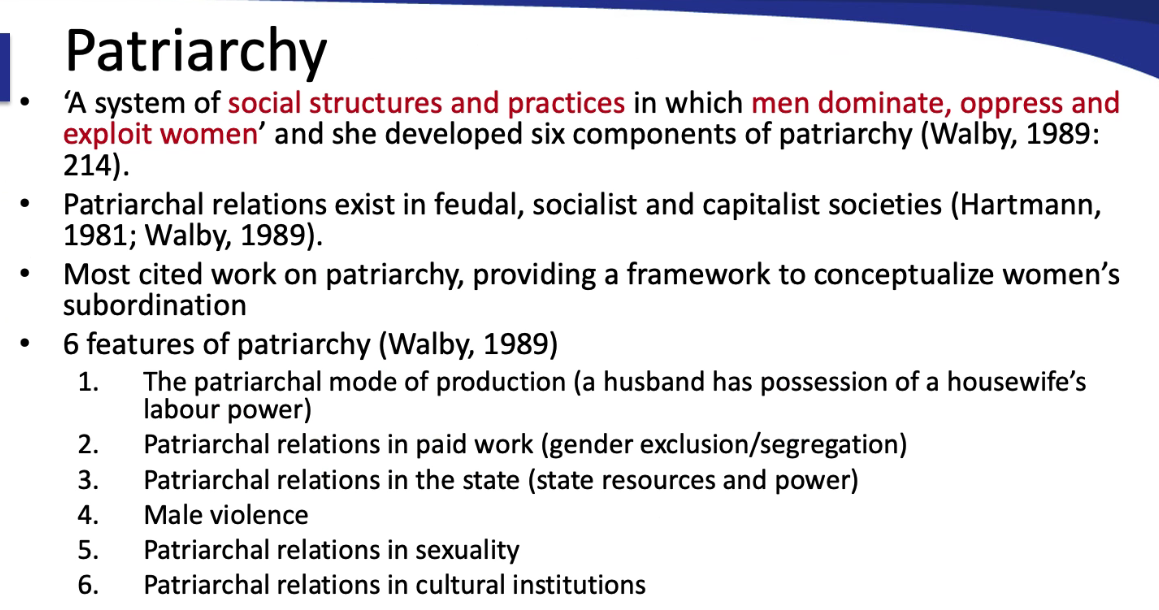 Patriarchy
• ‘A system of social structures and practices in which men dominate, oppress and
exploit women’ and she developed six components of patriarchy (Walby, 1989:
214).
• Patriarchal relations exist in feudal, socialist and capitalist societies (Hartmann,
1981; Walby, 1989).
• Most cited work on patriarchy, providing a framework to conceptualize women’s
subordination
• 6 features of patriarchy (Walby, 1989)
1. The patriarchal mode of production (a husband has possession of a housewife’s
labour power)
2. Patriarchal relations in paid work (gender exclusion/segregation)
3. Patriarchal relations in the state (state resources and power)
4. Male violence
5. Patriarchal relations in sexuality
6. Patriarchal relations in cultural institutions